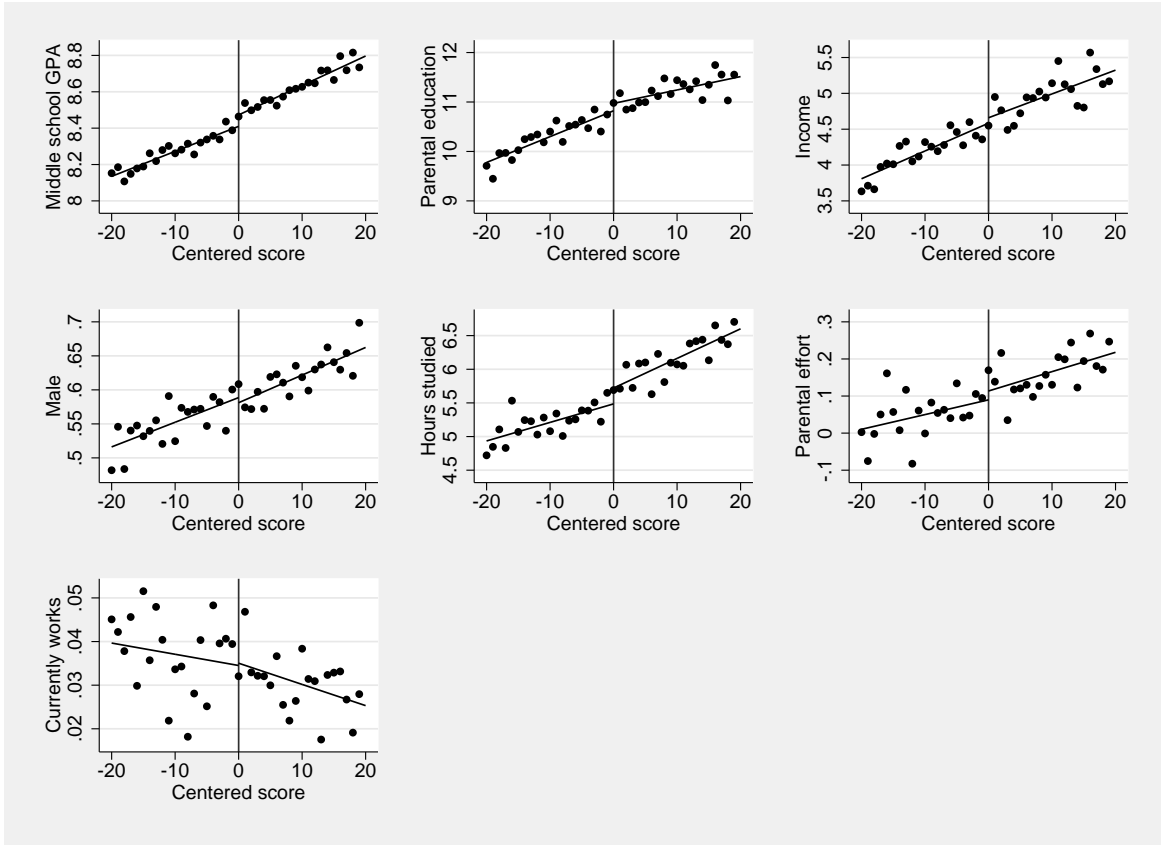 Middle school GPA
8.8
8.6
8.4
8.2
8
-20 -10 0 10 20
Centered score
Parental education
12
11
10
9
-20 -10 0 10 20
Centered score
Income
5.5
5
4.5
4
3.5
-20 -10 0 10 20
Centered score
Male
.7
.65
.6
.55
.5
-20 -10 0 10 20
Centered score
Hours studied
6.5
6
5.5
5
4.5
-20 -10 0 10 20
Centered score
Parental effort
.3
.2
.1
0
-.1
-20 -10 0 10 20
Centered score
Currently works
.05
.04
.03
.02
-20 -10 0 10 20
Centered score